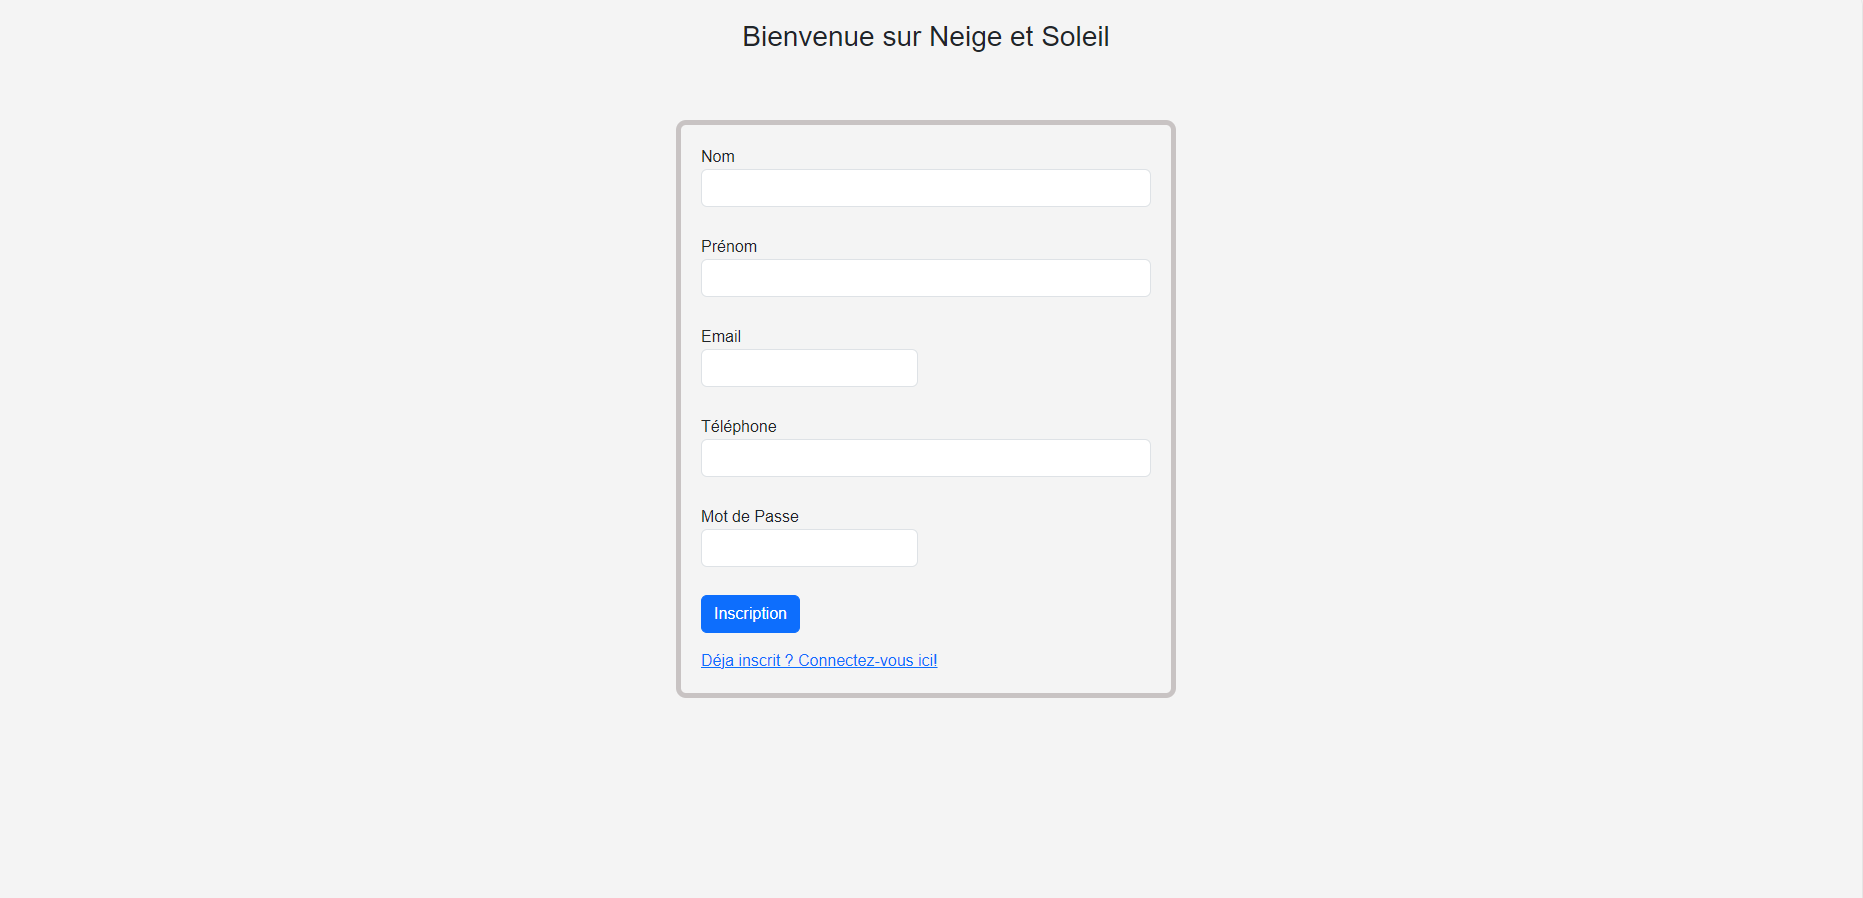 Bienvenue sur Neige et Soleil
Nom
Prénom
Email
Téléphone
Mot de Passe
Inscription
Déja inscrit ? Connectez-vous ici!